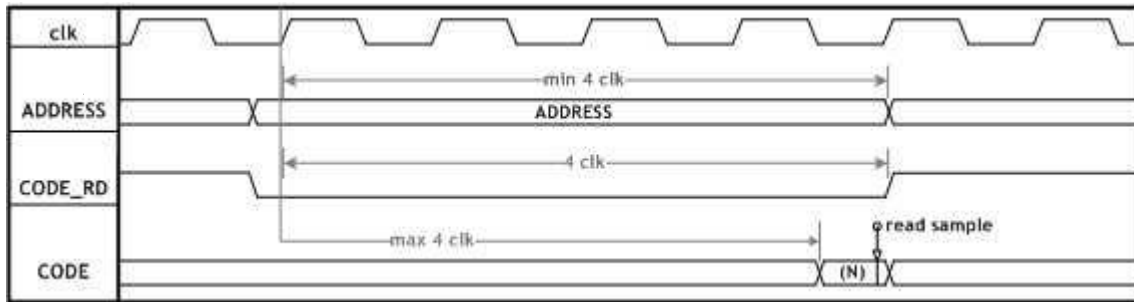 clk
min 4 clk
ADDRESS
ADDRESS
4 clk
CODE_RD
read sample
max 4 clk
CODE
(N)